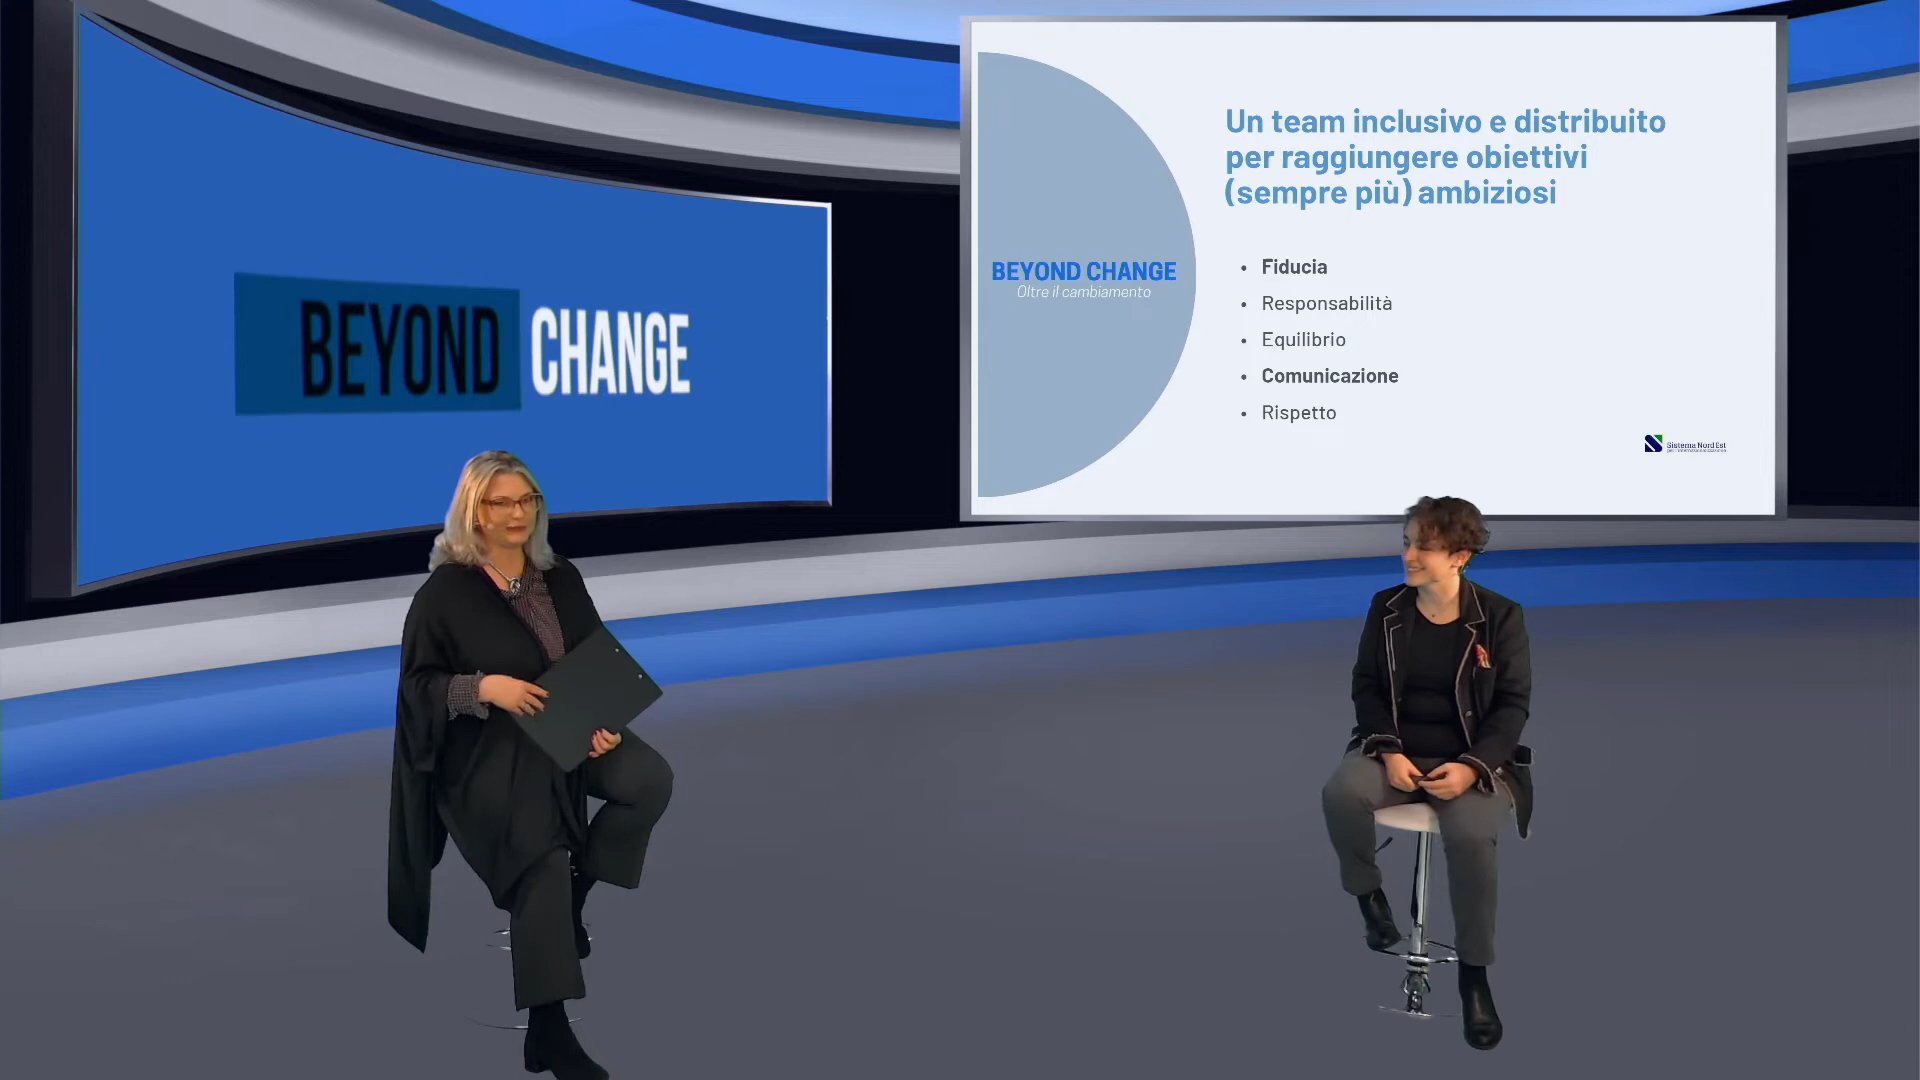 BEYOND CHANGE
BEYOND CHANGE
Oltre il cambiamento
Un team inclusivo e distribuito
per raggiungere obiettivi
(sempre più) ambiziosi
• Fiducia
• Responsabilità
• Equilibrio
• Comunicazione
• Rispetto
Sistema Nord Est